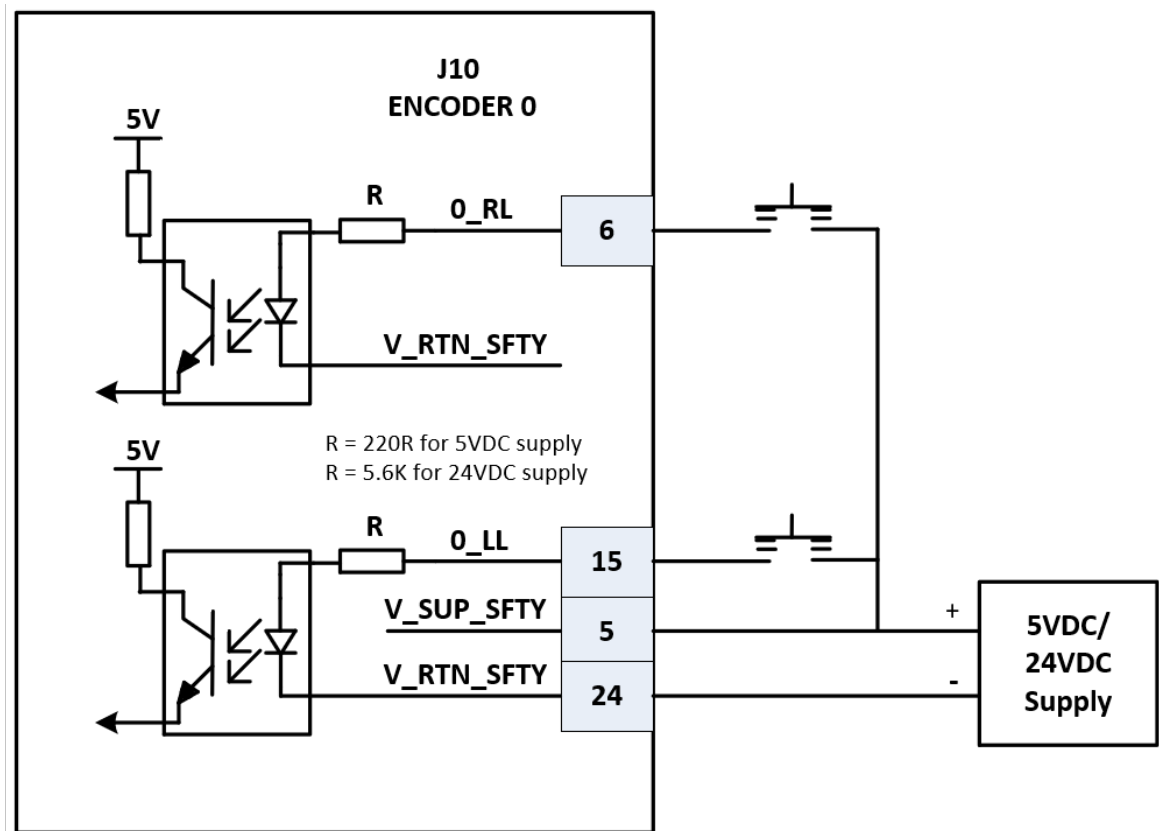 J10
ENCODER 0
5V
R
0_RL
6
V_RTN_SFTY
R = 220R for 5VDC supply
R = 5.6K for 24VDC supply
5V
R
0_LL
15
V_SUP_SFTY
5
+
V_RTN_SFTY
24
-
5VDC/
24VDC
Supply